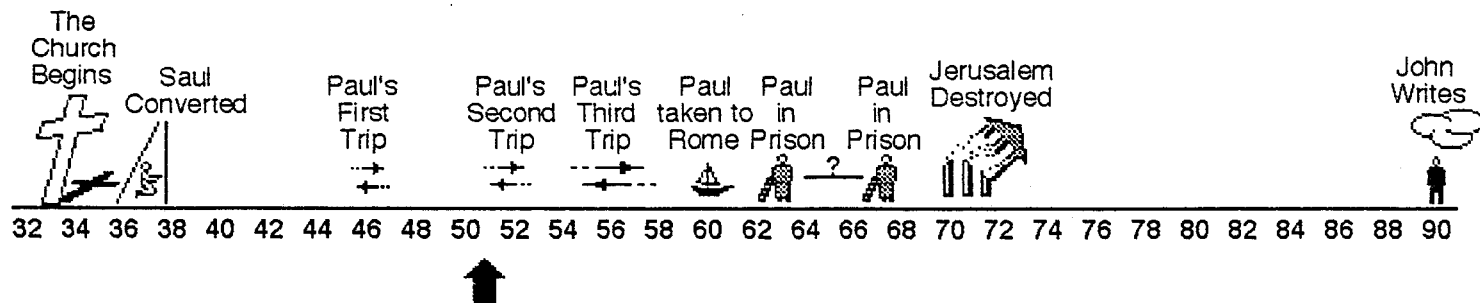 The
Church
Begins
Saul
Converted
Paul's
First
Trip
Paul's
Second
Trip
Paul's
Third
Trip
Paul
taken to
Rome
Paul
in
Prison
?
Paul
in
Prison
Jerusalem
Destroyed
John
Writes
32 34 36 38 40 42 44 46 48 50 52 54 56 58 60 62 64 66 68 70 72 74 76 78 80 82 84 86 88 90